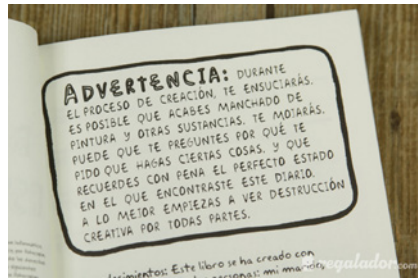 ADVERTENCIA: DURANTE
EL PROCESO DE CREACIÓN, TE ENSUCIARÁS.
ES POSIBLE QUE ACABES MANCHADO DE
PINTURA Y OTRAS SUSTANCIAS. TE MOJARÁS.
PUEDE QUE TE PREGUNTES POR QUÉ TE
PIDO QUE HAGAS CIERTAS COSAS. Y QUE
RECUERDES CON PENA EL PERFECTO ESTADO
EN EL QUE ENCONTRASTE ESTE DIARIO.
A LO MEJOR EMPIEZAS A VER DESTRUCCIÓN
CREATIVA POR TODAS PARTES.
Este libro se ha creado con
personas: mi marido,
regalador.com